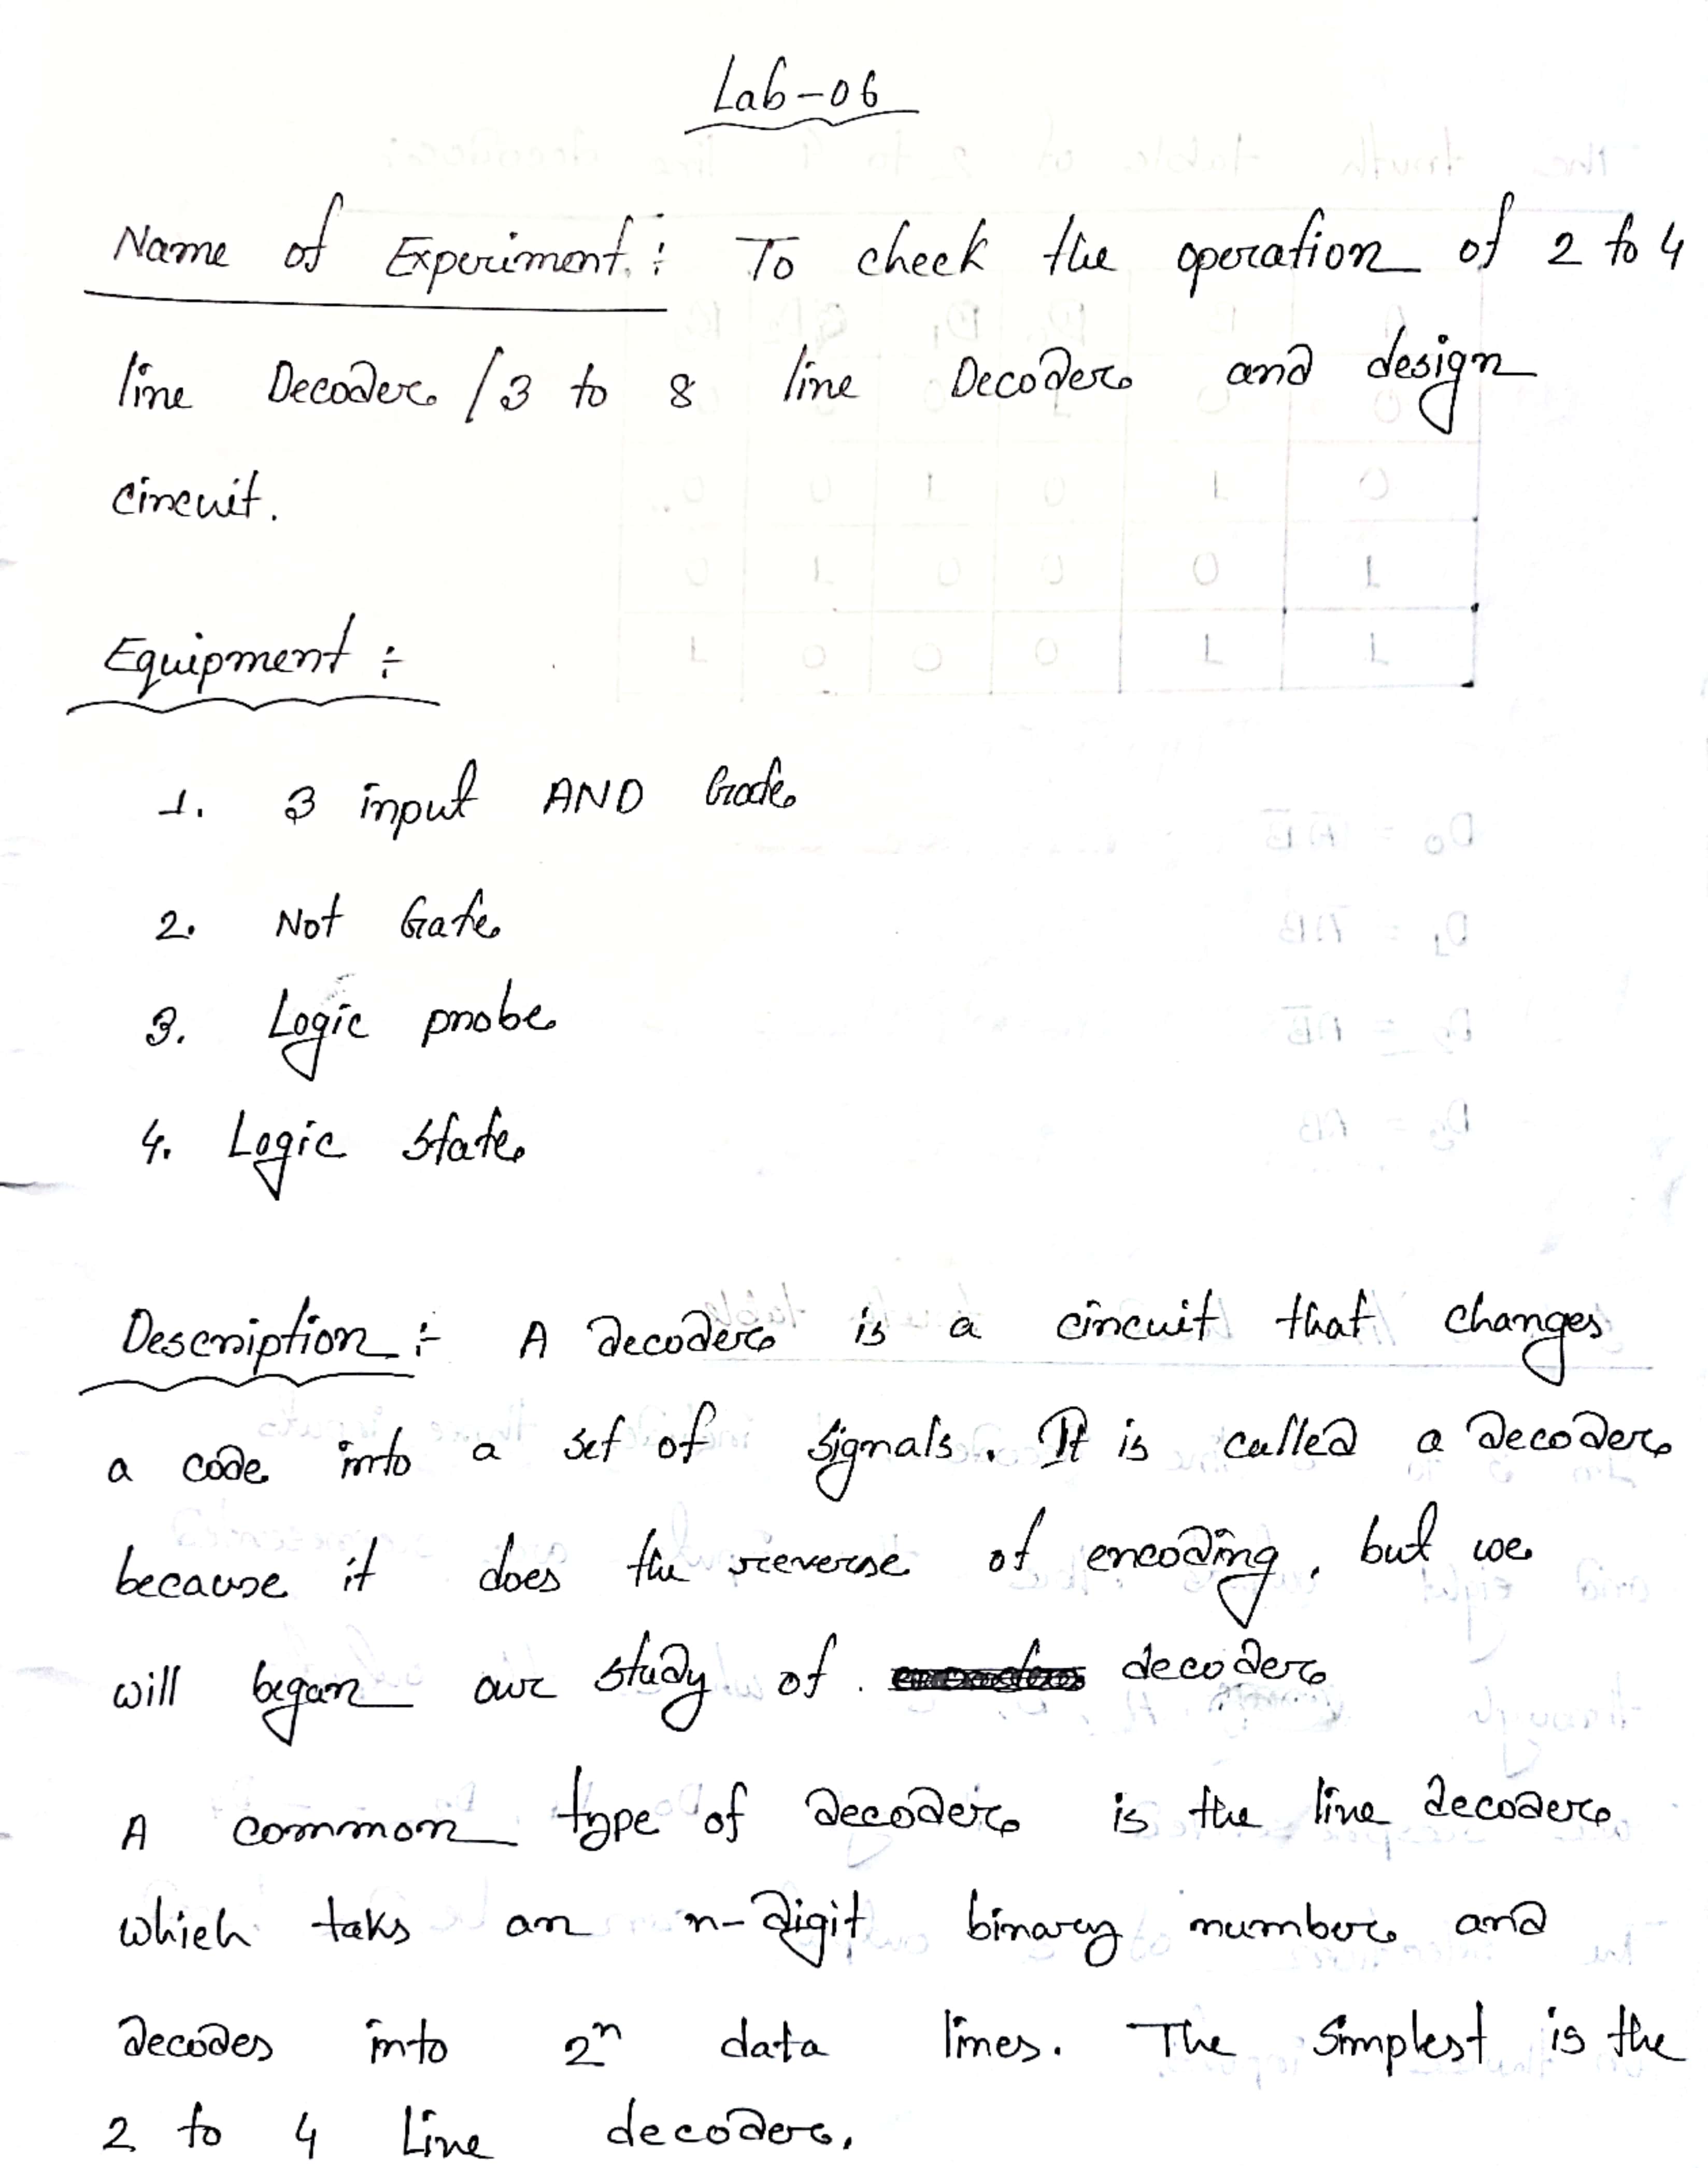 Lab-06
Name of Experiment : To check the operation of 2 to 4
line Decoder / 3 to 8 line Decoder and design
circuit.
Equipment :
1. 3 input AND Gate
2. Not Gate
3. Logic probe
4. Logic state
Description :- A decoder is a circuit that changes
a code into a set of signals. It is called a decoder
because it does the reverse of encoding, but we
will began our study of decoder
A common type of decoder is the line decoder
which taks an n-digit binary number and
decodes into 2ⁿ data lines. The simplest is the
2 to 4 Line decoder.